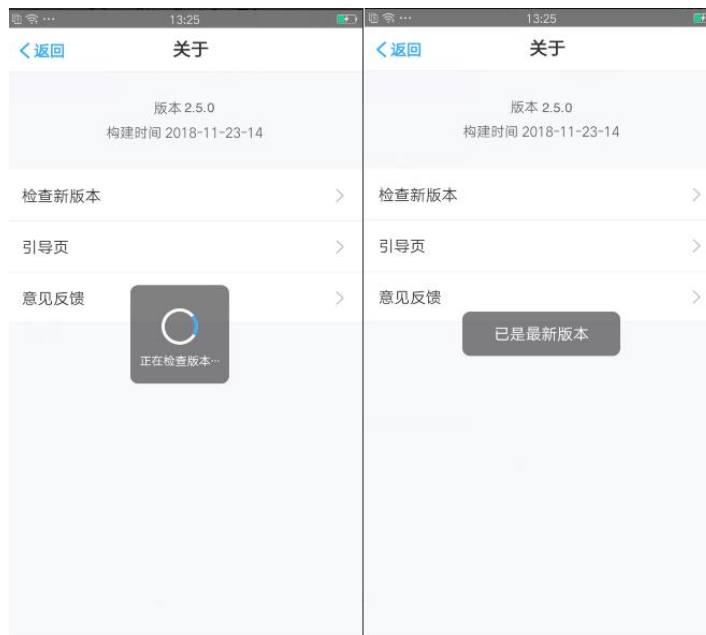 13:25
返回
关于
版本 2.5.0
构建时间 2018-11-23-14
检查新版本
引导页
意见反馈
正在检查版本…
13:25
返回
关于
版本 2.5.0
构建时间 2018-11-23-14
检查新版本
引导页
意见反馈
已是最新版本